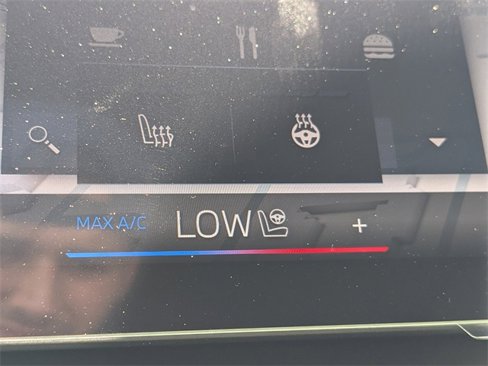 MAX A/C LOW +